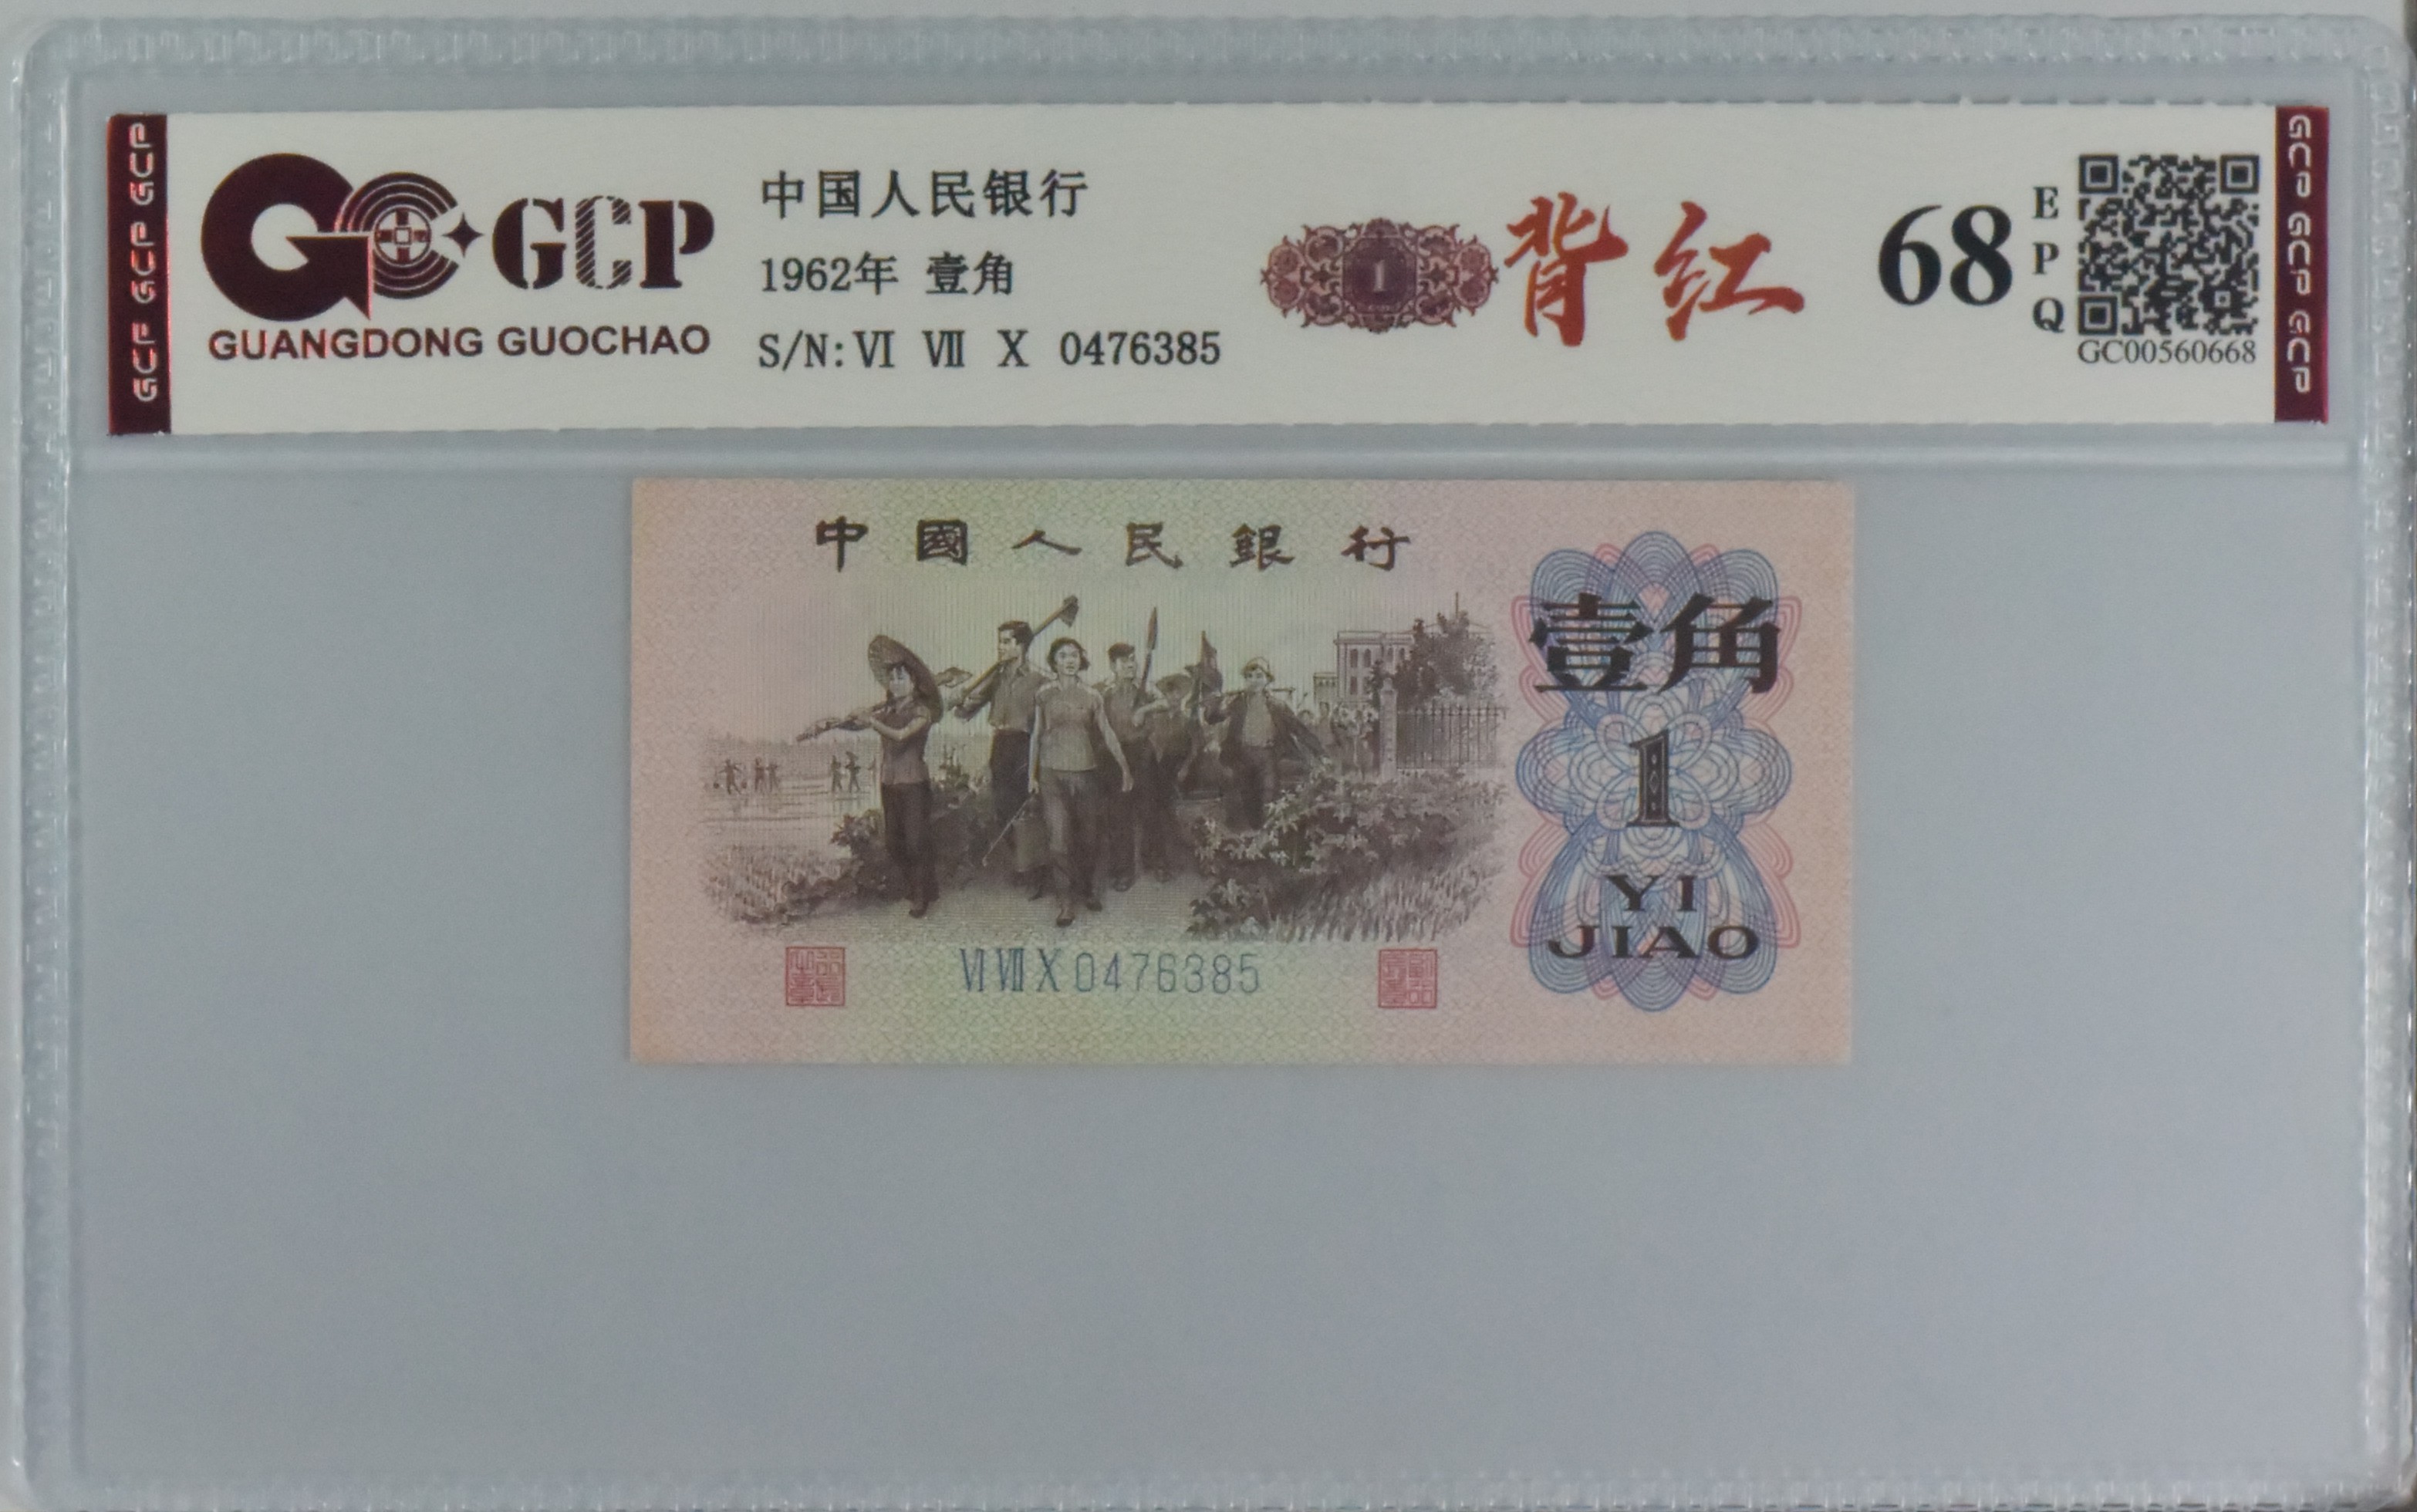 GCP GCP GCP
GCP
GUANGDONG GUOCHAO
中国人民银行
1962年 壹角
S/N: VI VII X 0476385
1
背红
68
EPQ
GC00560668
GCP GCP GCP
中國人民銀行
壹角
1
YI
JIAO
VI VII X 0476385